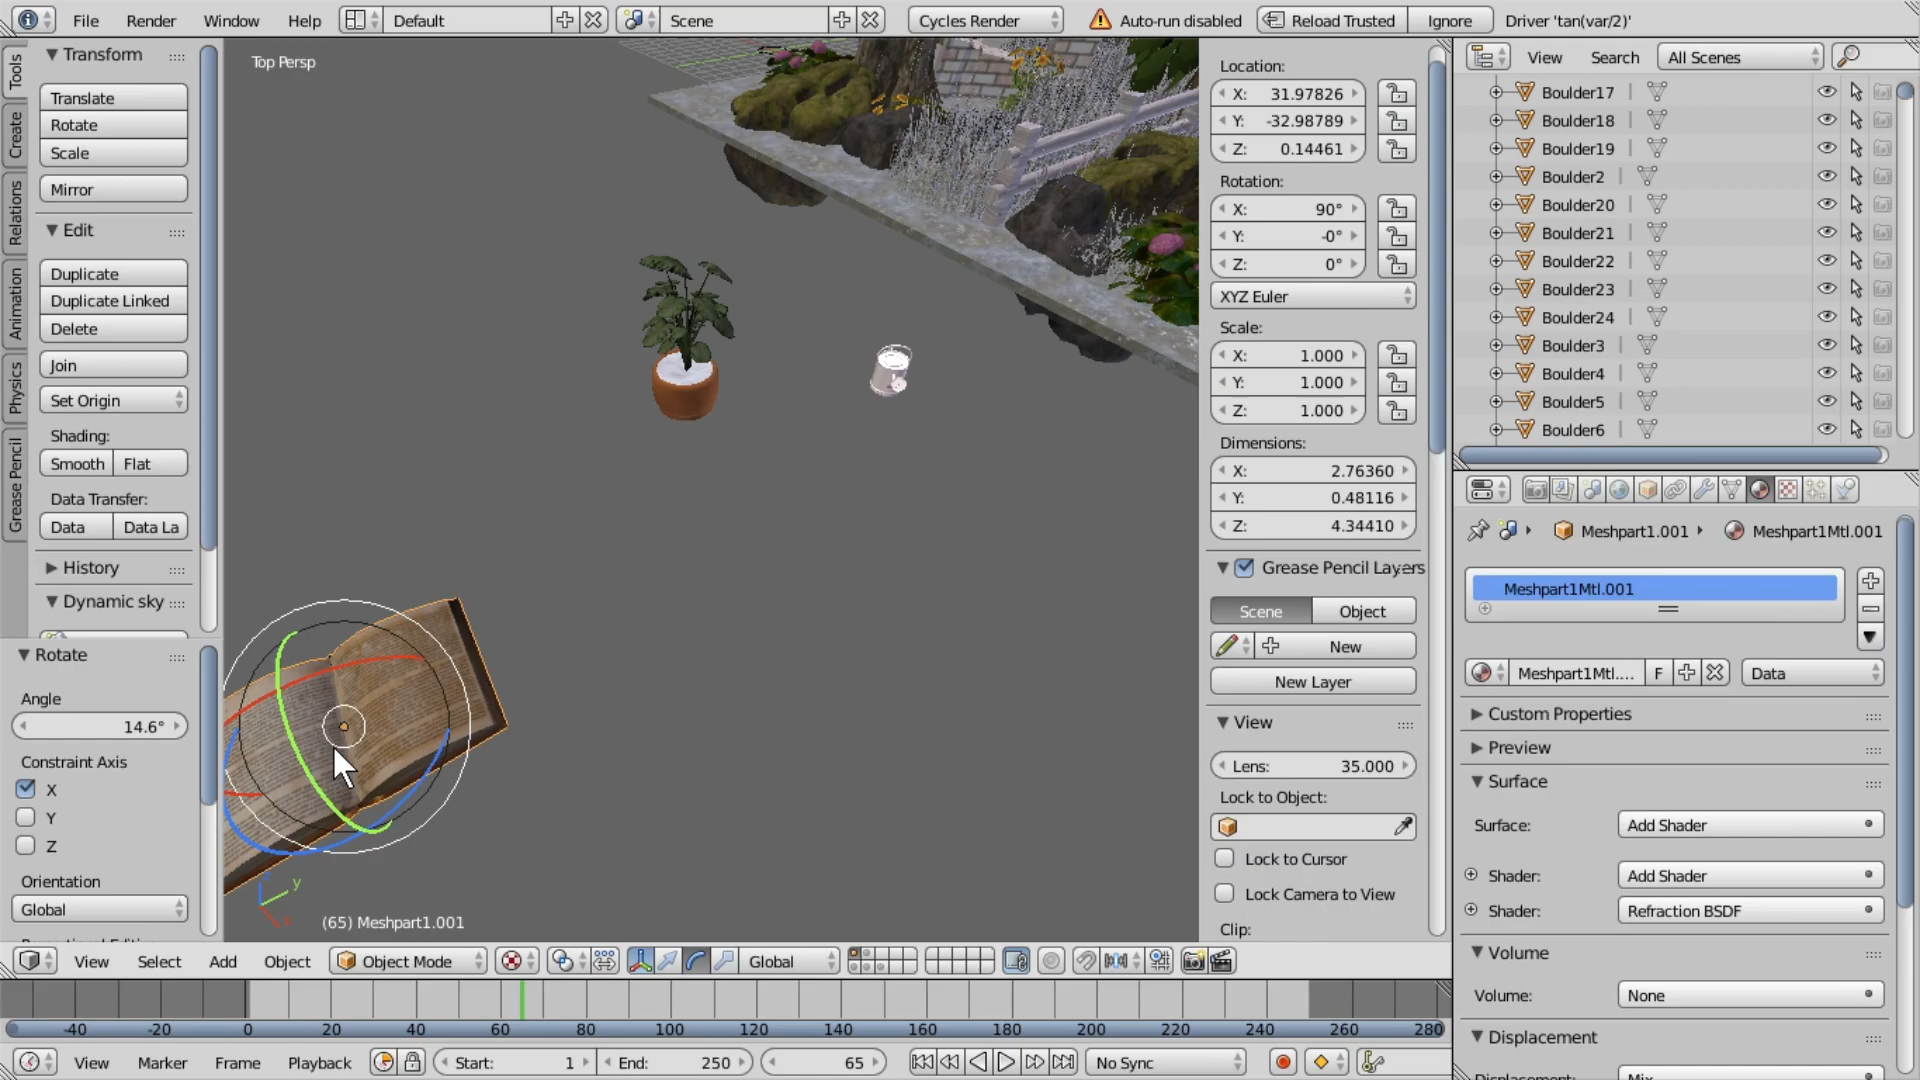 File Render Window Help Default Scene Cycles Render Auto-run disabled Reload Trusted Ignore Driver 'tan(var/2)'
Tools
Create
Relations
Animation
Physics
Grease Pencil
Transform
Translate
Rotate
Scale
Mirror
Edit
Duplicate
Duplicate Linked
Delete
Join
Set Origin
Shading:
Smooth Flat
Data Transfer:
Data Data La
History
Dynamic sky
Rotate
Angle
14.6°
Constraint Axis
X
Y
Z
Orientation
Global
Top Persp
y
(65) Meshpart1.001
Location:
X: 31.97826
Y: -32.98789
Z: 0.14461
Rotation:
X: 90°
Y: -0°
Z: 0°
XYZ Euler
Scale:
X: 1.000
Y: 1.000
Z: 1.000
Dimensions:
X: 2.76360
Y: 0.48116
Z: 4.34410
Grease Pencil Layers
Scene Object
New
New Layer
View
Lens: 35.000
Lock to Object:
Lock to Cursor
Lock Camera to View
Clip:
View Search All Scenes
Boulder17
Boulder18
Boulder19
Boulder2
Boulder20
Boulder21
Boulder22
Boulder23
Boulder24
Boulder3
Boulder4
Boulder5
Boulder6
Meshpart1.001 Meshpart1Mtl.001
Meshpart1Mtl.001
Meshpart1Mtl.... F Data
Custom Properties
Preview
Surface
Surface: Add Shader
Shader: Add Shader
Shader: Refraction BSDF
Volume
Volume: None
Displacement
View Select Add Object Object Mode Global
-40 -20 0 20 40 60 80 100 120 140 160 180 200 220 240 260 280
View Marker Frame Playback Start: 1 End: 250 65 No Sync